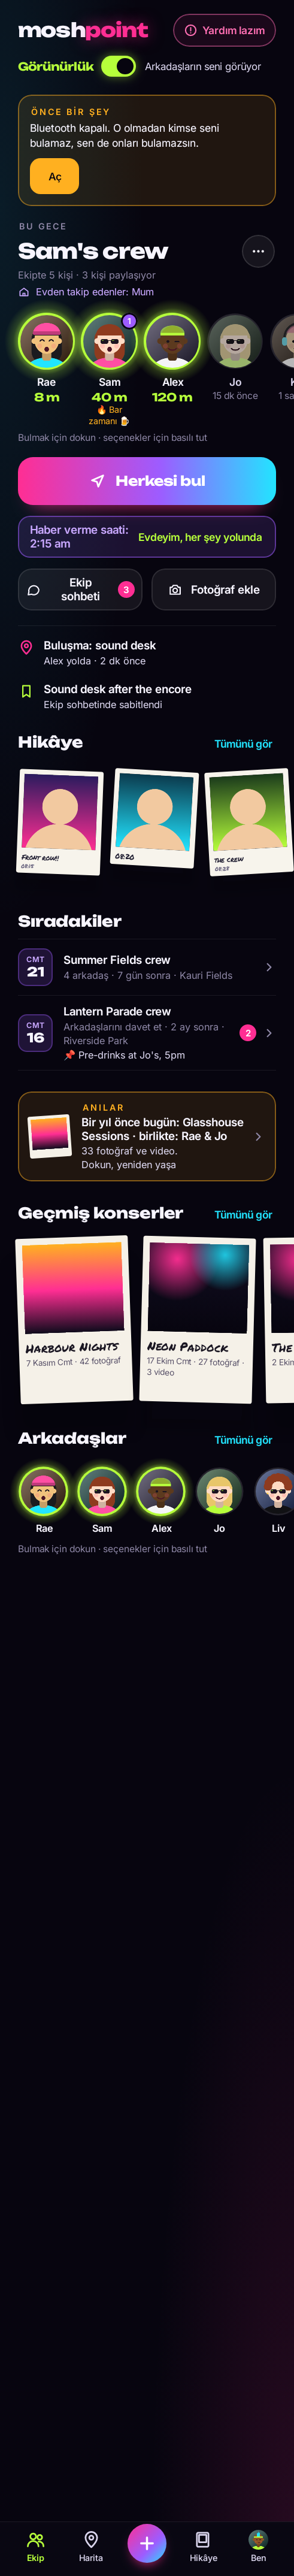 moshpoint
Yardım lazım
Görünürlük
Arkadaşların seni görüyor
ÖNCE BİR ŞEY
Bluetooth kapalı. O olmadan kimse seni
bulamaz, sen de onları bulamazsın.
Aç
BU GECE
Sam's crew
Ekipte 5 kişi · 3 kişi paylaşıyor
Evden takip edenler: Mum
1
Rae
Sam
Alex
Jo
8 m
40 m
120 m
15 dk önce
1 sa
🔥 Bar
zamanı 🍺
Bulmak için dokun · seçenekler için basılı tut
Herkesi bul
Haber verme saati:
2:15 am
Evdeyim, her şey yolunda
Ekip
sohbeti
3
Fotoğraf ekle
Buluşma: sound desk
Alex yolda · 2 dk önce
Sound desk after the encore
Ekip sohbetinde sabitlendi
Hikâye
Tümünü gör
Front row!!
08:15
08:20
the crew
08:28
Sıradakiler
CMT
21
Summer Fields crew
4 arkadaş · 7 gün sonra · Kauri Fields
CMT
16
Lantern Parade crew
Arkadaşlarını davet et · 2 ay sonra ·
Riverside Park
📌 Pre-drinks at Jo's, 5pm
2
ANILAR
Bir yıl önce bugün: Glasshouse
Sessions · birlikte: Rae & Jo
33 fotoğraf ve video.
Dokun, yeniden yaşa
Geçmiş konserler
Tümünü gör
Harbour Nights
7 Kasım Cmt · 42 fotoğraf
Neon Paddock
17 Ekim Cmt · 27 fotoğraf ·
3 video
The
2 Ekim
Arkadaşlar
Tümünü gör
Rae
Sam
Alex
Jo
Liv
Bulmak için dokun · seçenekler için basılı tut
Ekip
Harita
Hikâye
Ben